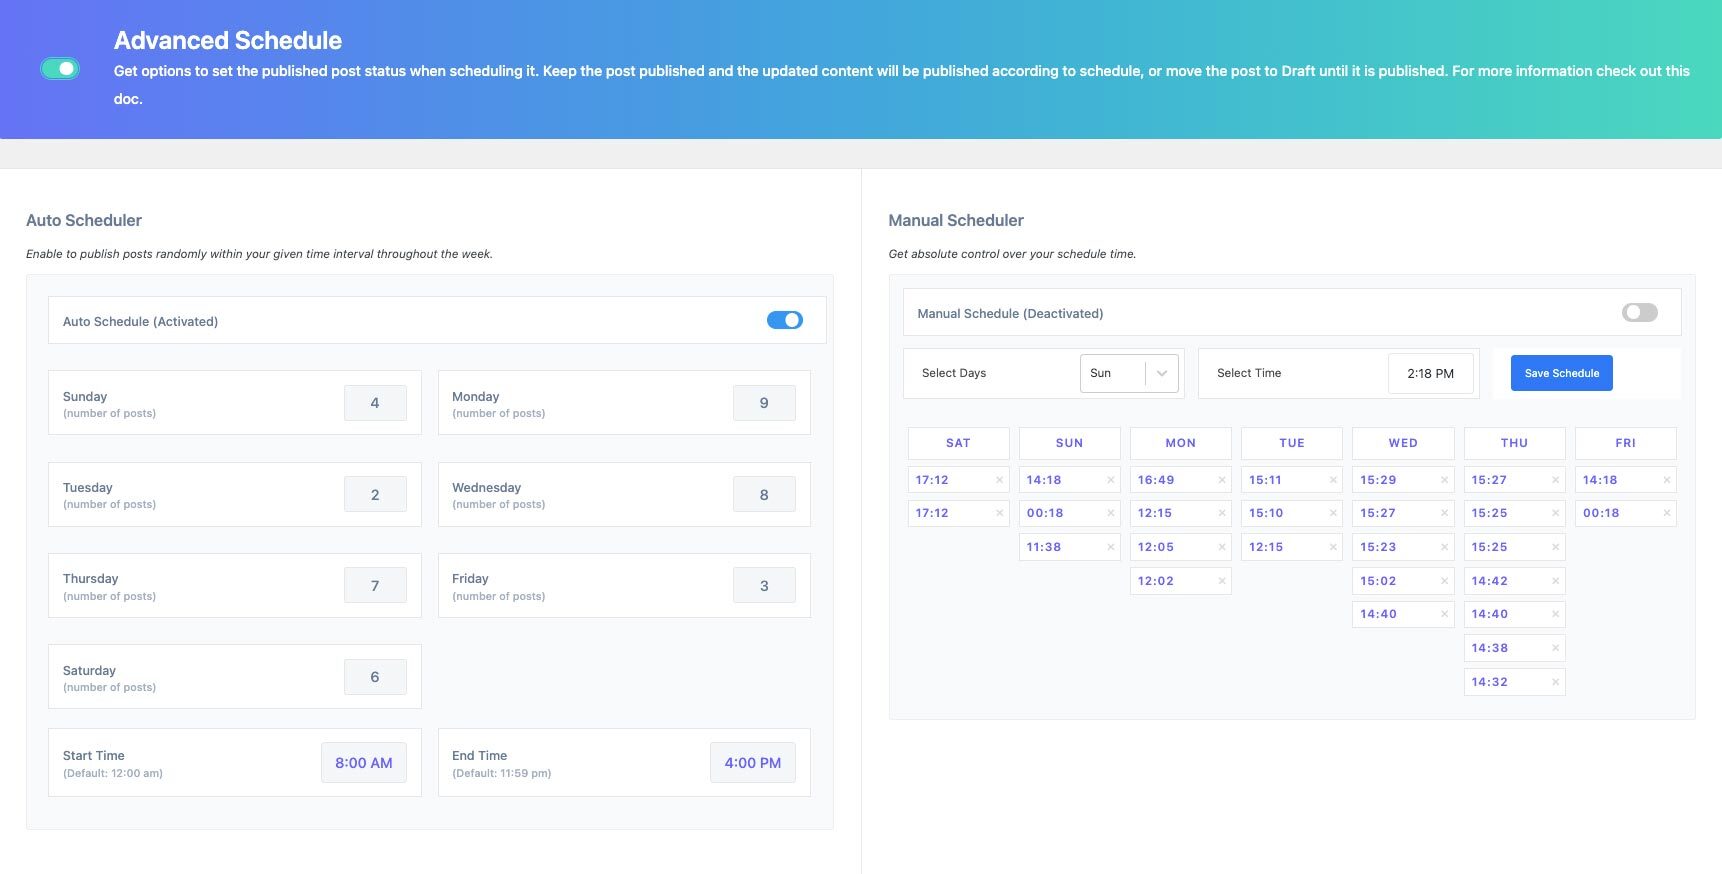 Advanced Schedule
Get options to set the published post status when scheduling it. Keep the post published and the updated content will be published according to schedule, or move the post to Draft until it is published. For more information check out this
doc.
Auto Scheduler
Enable to publish posts randomly within your given time interval throughout the week.
Auto Schedule (Activated)
Sunday
(number of posts)
4
Monday
(number of posts)
9
Tuesday
(number of posts)
2
Wednesday
(number of posts)
8
Thursday
(number of posts)
7
Friday
(number of posts)
3
Saturday
(number of posts)
6
Start Time
(Default: 12:00 am)
8:00 AM
End Time
(Default: 11:59 pm)
4:00 PM
Manual Scheduler
Get absolute control over your schedule time.
Manual Schedule (Deactivated)
Select Days
Sun
Select Time
2:18 PM
Save Schedule
SAT SUN MON TUE WED THU FRI
17:12 × 14:18 × 16:49 × 15:11 × 15:29 × 15:27 × 14:18 ×
17:12 × 00:18 × 12:15 × 15:10 × 15:27 × 15:25 × 00:18 ×
11:38 × 12:05 × 12:15 × 15:23 × 15:25 ×
12:02 × 15:02 × 14:42 ×
14:40 × 14:40 ×
14:38 ×
14:32 ×